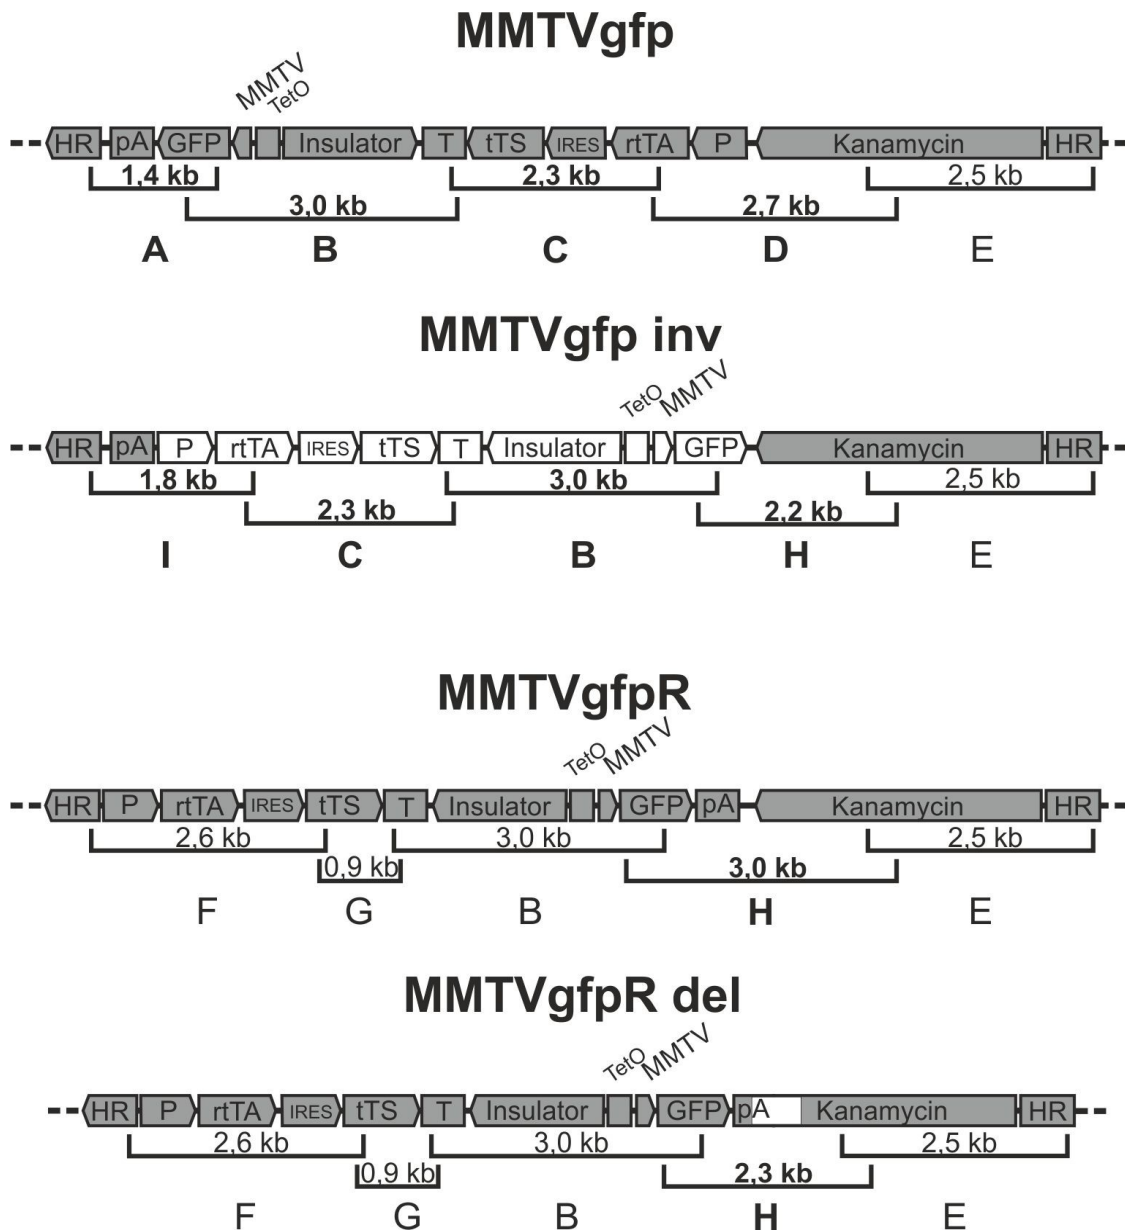 MMTVgfp
MMTV
TetO
HR pA GFP Insulator T tTS IRES rtTA P Kanamycin HR
1,4 kb 2,3 kb 2,5 kb
3,0 kb 2,7 kb
A B C D E
MMTVgfp inv
TetO MMTV
HR pA P rtTA IRES tTS T Insulator GFP Kanamycin HR
1,8 kb 3,0 kb 2,5 kb
2,3 kb 2,2 kb
I C B H E
MMTVgfpR
TetO MMTV
HR P rtTA IRES tTS T Insulator GFP pA Kanamycin HR
2,6 kb 3,0 kb 2,5 kb
0,9 kb 3,0 kb
F G B H E
MMTVgfpR del
TetO MMTV
HR P rtTA IRES tTS T Insulator GFP pA Kanamycin HR
2,6 kb 3,0 kb 2,5 kb
0,9 kb 2,3 kb
F G B H E